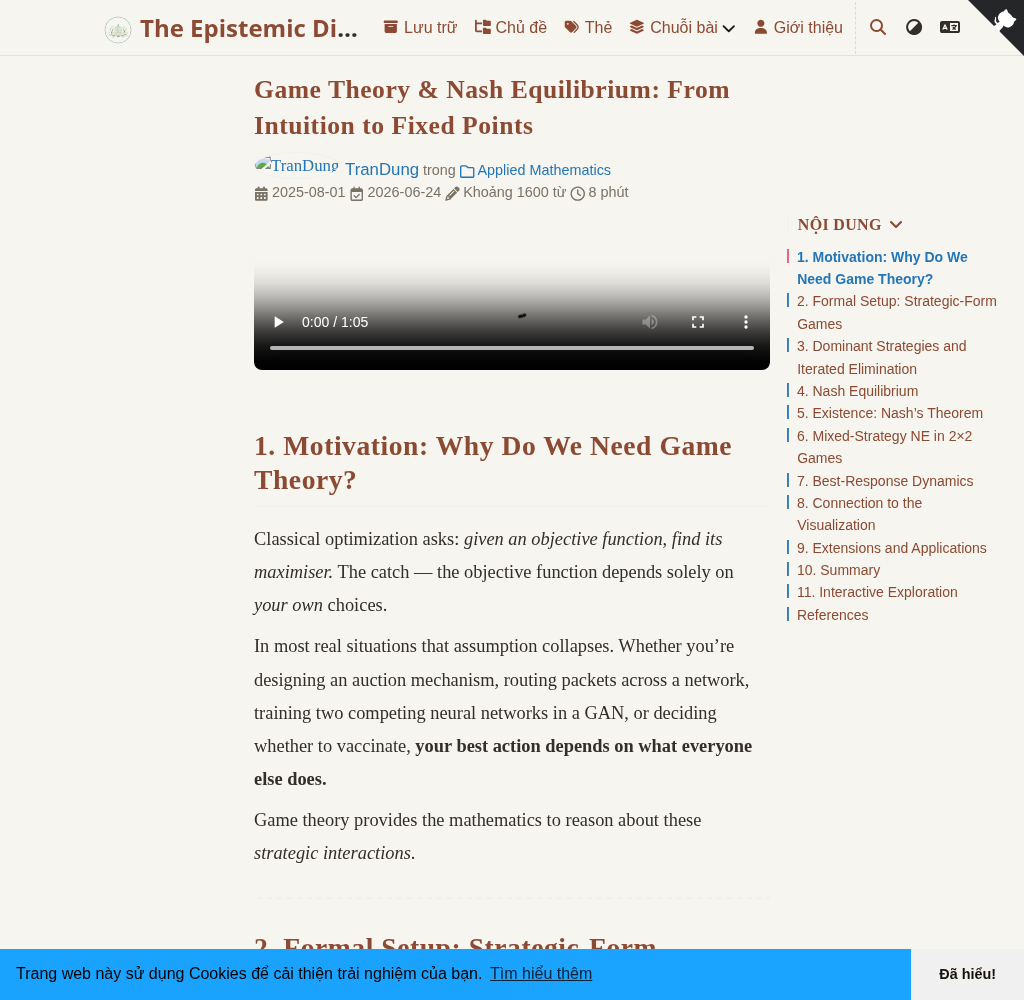 The Epistemic Di...
Lưu trữ
Chủ đề
Thẻ
Chuỗi bài
Giới thiệu
Game Theory & Nash Equilibrium: From
Intuition to Fixed Points
TranDung TranDung trong Applied Mathematics
2025-08-01 2026-06-24 Khoảng 1600 từ 8 phút
0:00 / 1:05
1. Motivation: Why Do We Need Game
Theory?
Classical optimization asks: given an objective function, find its
maximiser. The catch — the objective function depends solely on
your own choices.
In most real situations that assumption collapses. Whether you’re
designing an auction mechanism, routing packets across a network,
training two competing neural networks in a GAN, or deciding
whether to vaccinate, your best action depends on what everyone
else does.
Game theory provides the mathematics to reason about these
strategic interactions.
2. Formal Setup: Strategic-Form
NỘI DUNG
1. Motivation: Why Do We
Need Game Theory?
2. Formal Setup: Strategic-Form
Games
3. Dominant Strategies and
Iterated Elimination
4. Nash Equilibrium
5. Existence: Nash’s Theorem
6. Mixed-Strategy NE in 2×2
Games
7. Best-Response Dynamics
8. Connection to the
Visualization
9. Extensions and Applications
10. Summary
11. Interactive Exploration
References
Trang web này sử dụng Cookies để cải thiện trải nghiệm của bạn. Tìm hiểu thêm
Đã hiểu!